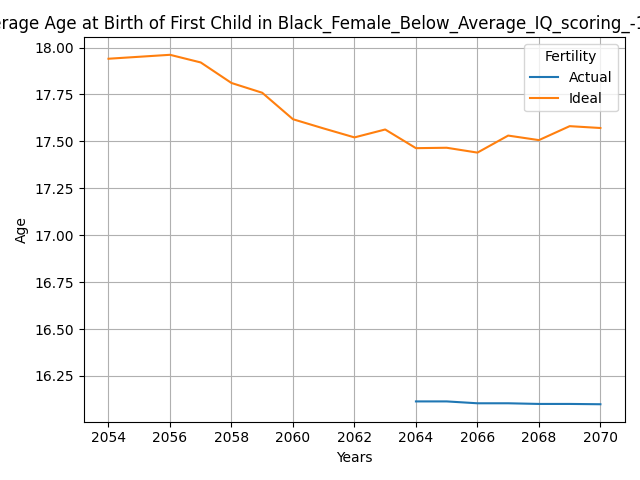 erage Age at Birth of First Child in Black_Female_Below_Average_IQ_scoring_-1
Fertility
Actual
Ideal
18.00
17.75
17.50
17.25
17.00
16.75
16.50
16.25
Age
2054 2056 2058 2060 2062 2064 2066 2068 2070
Years